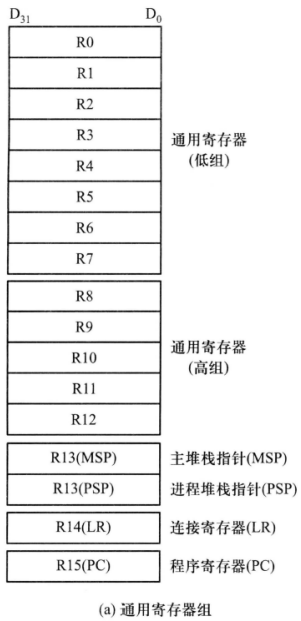 D31 D0
R0
R1
R2
R3
R4
R5
R6
R7
通用寄存器
(低组)
R8
R9
R10
R11
R12
通用寄存器
(高组)
R13(MSP) 主堆栈指针(MSP)
R13(PSP) 进程堆栈指针(PSP)
R14(LR) 连接寄存器(LR)
R15(PC) 程序寄存器(PC)
(a) 通用寄存器组